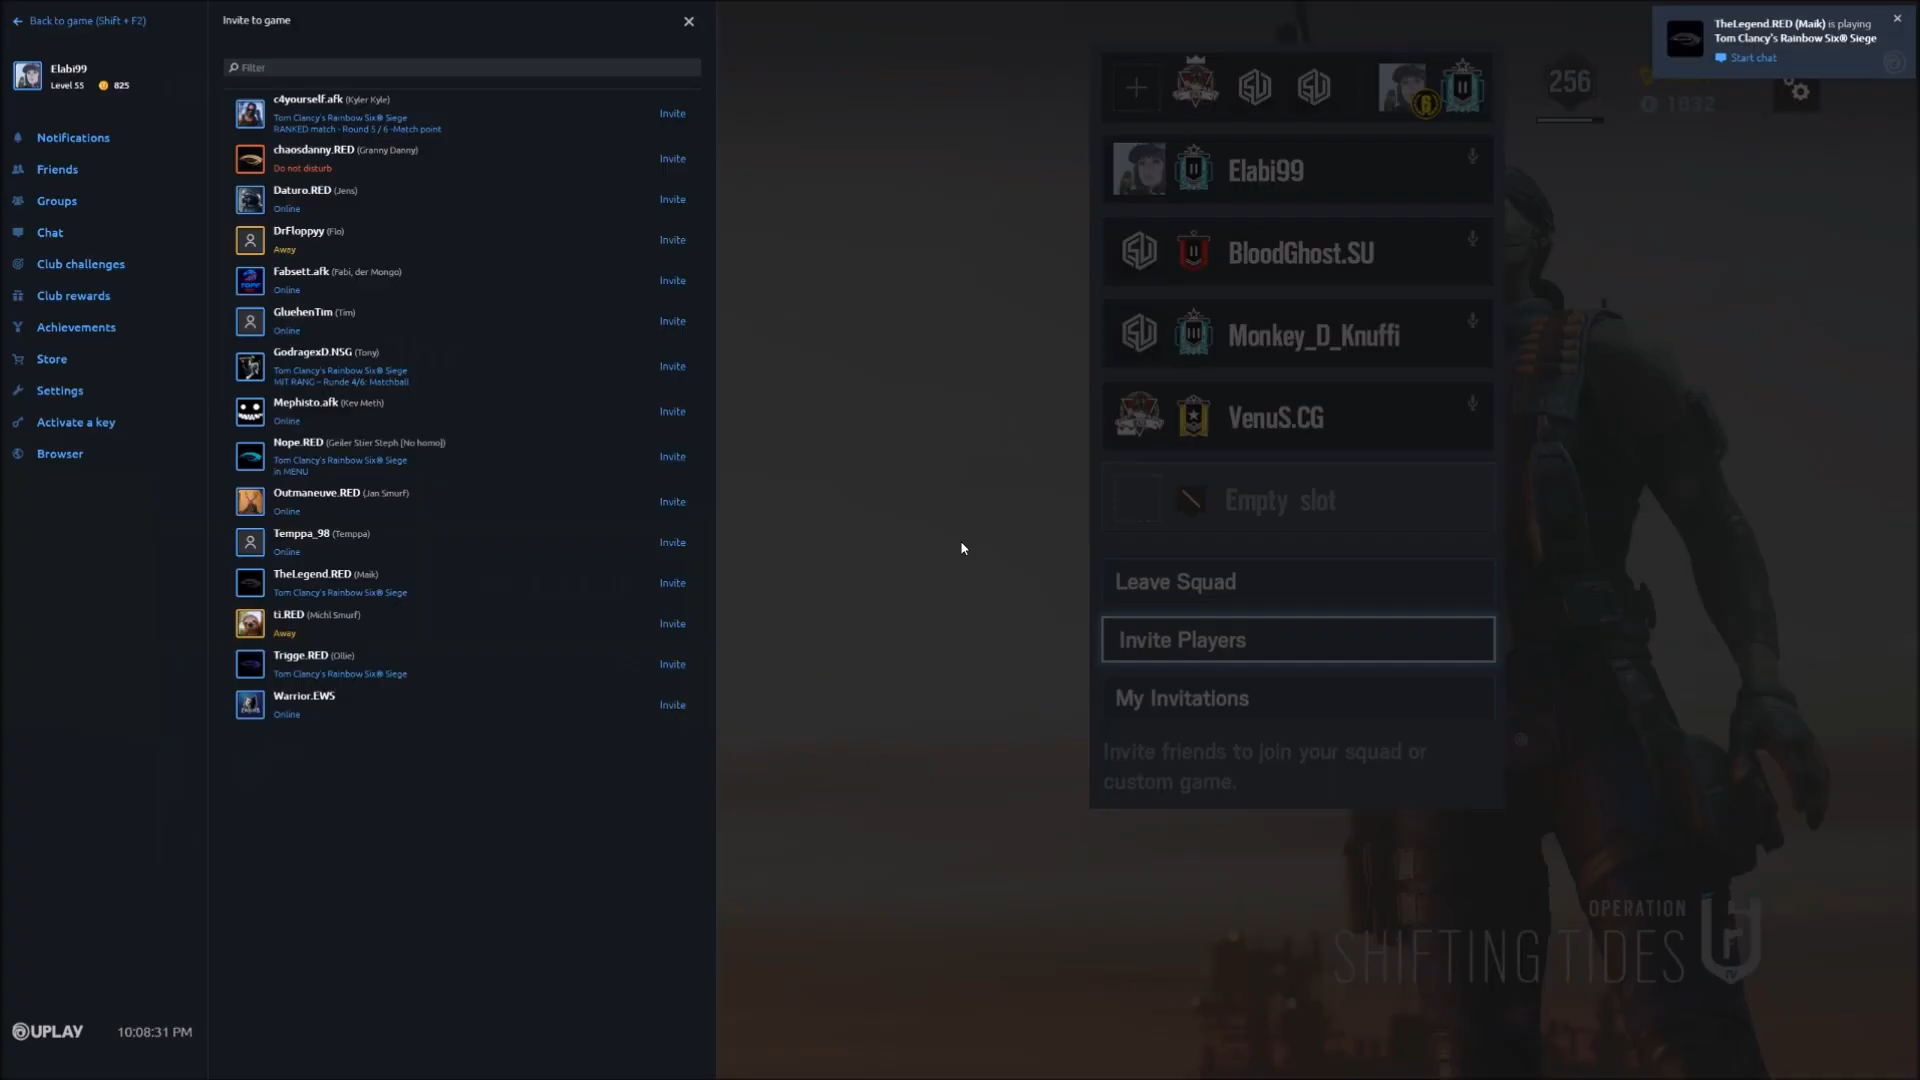 Back to game (Shift + F2)
Elabi99
Level 55 825
Notifications
Friends
Groups
Chat
Club challenges
Club rewards
Achievements
Store
Settings
Activate a key
Browser
UPLAY 10:08:31 PM
Invite to game
Filter
c4yourself.afk (Kyler Kyle)
Tom Clancy's Rainbow Six® Siege
RANKED match - Round 5 / 6 -Match point
Invite
chaosdanny.RED (Granny Danny)
Do not disturb
Invite
Daturo.RED (Jens)
Online
Invite
DrFloppyy (Flo)
Away
Invite
Fabsett.afk (Fabi, der Mongo)
Online
Invite
GluehenTim (Tim)
Online
Invite
GodragexD.NSG (Tony)
Tom Clancy's Rainbow Six® Siege
MIT RANG – Runde 4/6: Matchball
Invite
Mephisto.afk (Kev Meth)
Online
Invite
Nope.RED (Geiler Stier Steph [No homo])
Tom Clancy's Rainbow Six® Siege
in MENU
Invite
Outmaneuve.RED (Jan Smurf)
Online
Invite
Temppa_98 (Temppa)
Online
Invite
TheLegend.RED (Maik)
Tom Clancy's Rainbow Six® Siege
Invite
ti.RED (Michl Smurf)
Away
Invite
Trigge.RED (Ollie)
Tom Clancy's Rainbow Six® Siege
Invite
Warrior.EWS
Online
Invite
TheLegend.RED (Maik) is playing
Tom Clancy's Rainbow Six® Siege
Start chat
256
1032
Elabi99
BloodGhost.SU
Monkey_D_Knuffi
VenuS.CG
Empty slot
Leave Squad
Invite Players
My Invitations
Invite friends to join your squad or
custom game.
OPERATION
SHIFTING TIDES